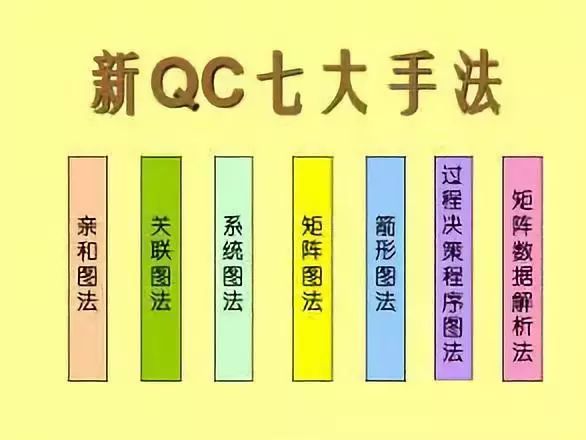 新QC七大手法
亲和图法
关联图法
系统图法
矩阵图法
箭形图法
过程决策程序图法
矩阵数据解析法